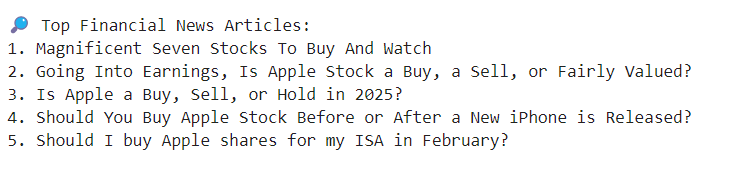 🔎 Top Financial News Articles:
1. Magnificent Seven Stocks To Buy And Watch
2. Going Into Earnings, Is Apple Stock a Buy, a Sell, or Fairly Valued?
3. Is Apple a Buy, Sell, or Hold in 2025?
4. Should You Buy Apple Stock Before or After a New iPhone is Released?
5. Should I buy Apple shares for my ISA in February?